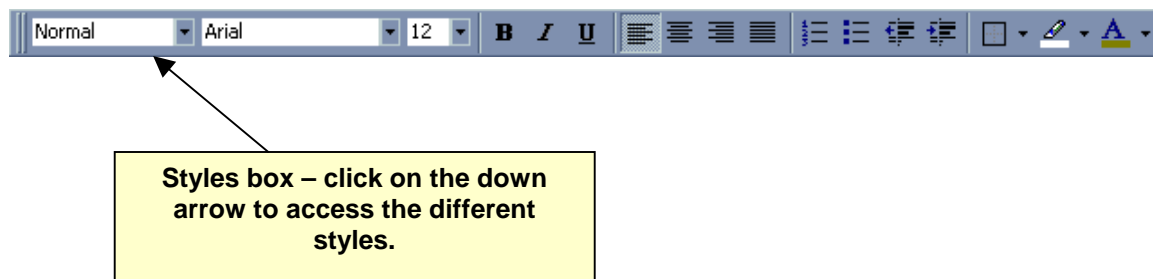 Normal Arial 12 B I U A
Styles box – click on the down
arrow to access the different
styles.